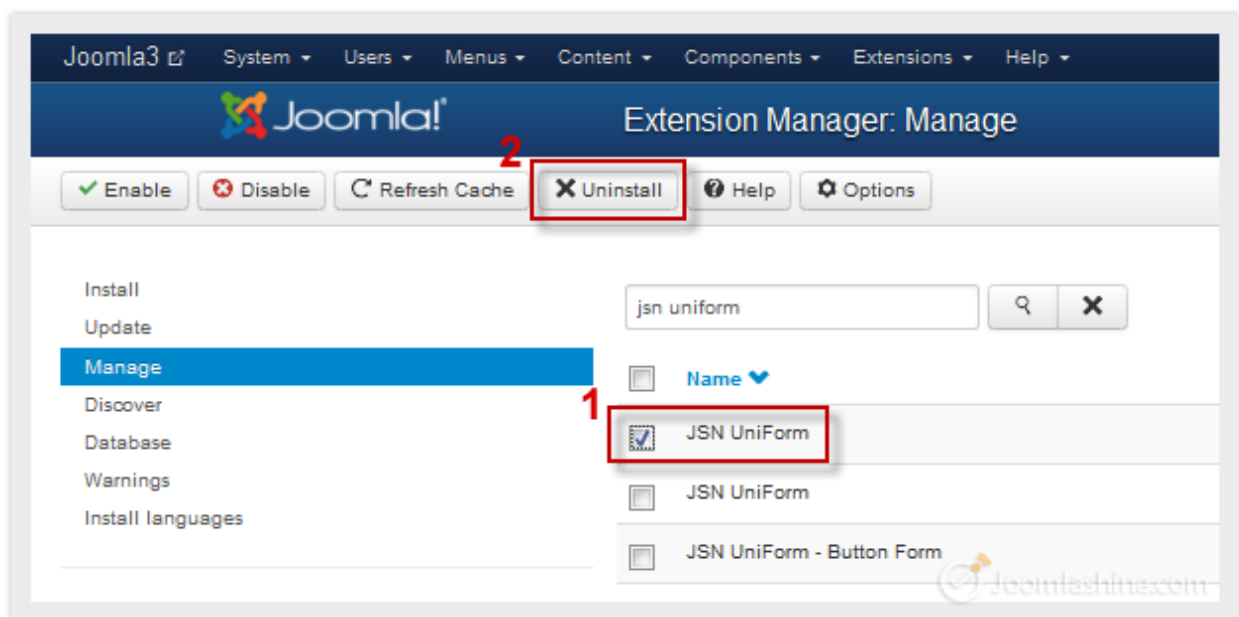 Joomla3 System Users Menus Content Components Extensions Help
Joomla!® Extension Manager: Manage
2
Enable Disable Refresh Cache Uninstall Help Options
Install
Update
Manage
Discover
Database
Warnings
Install languages
jsn uniform
Name
1
JSN UniForm
JSN UniForm
JSN UniForm - Button Form
Joomlashine.com